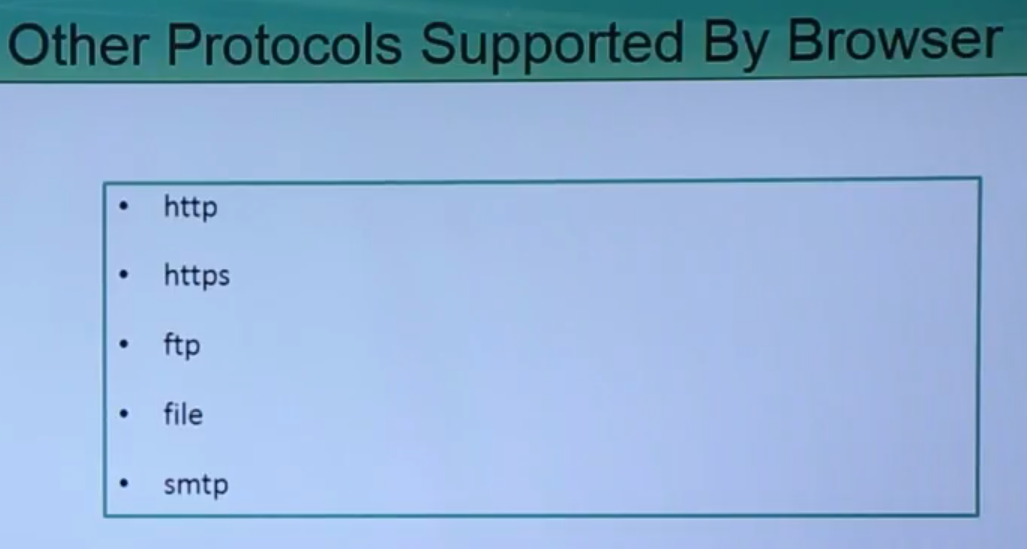 Other Protocols Supported By Browser
• http
• https
• ftp
• file
• smtp